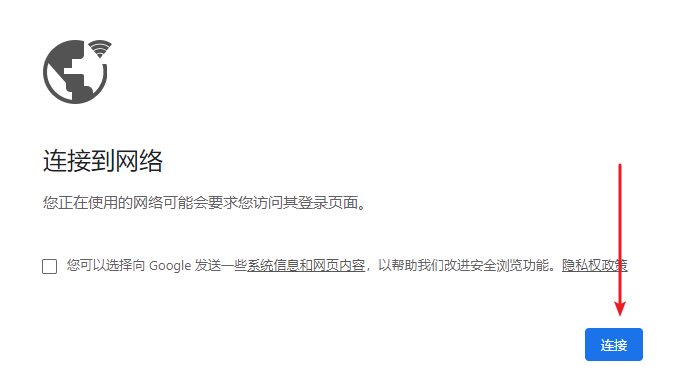 连接到网络
您正在使用的网络可能会要求您访问其登录页面。
您可以选择向 Google 发送一些系统信息和网页内容，以帮助我们改进安全浏览功能。隐私权政策
连接